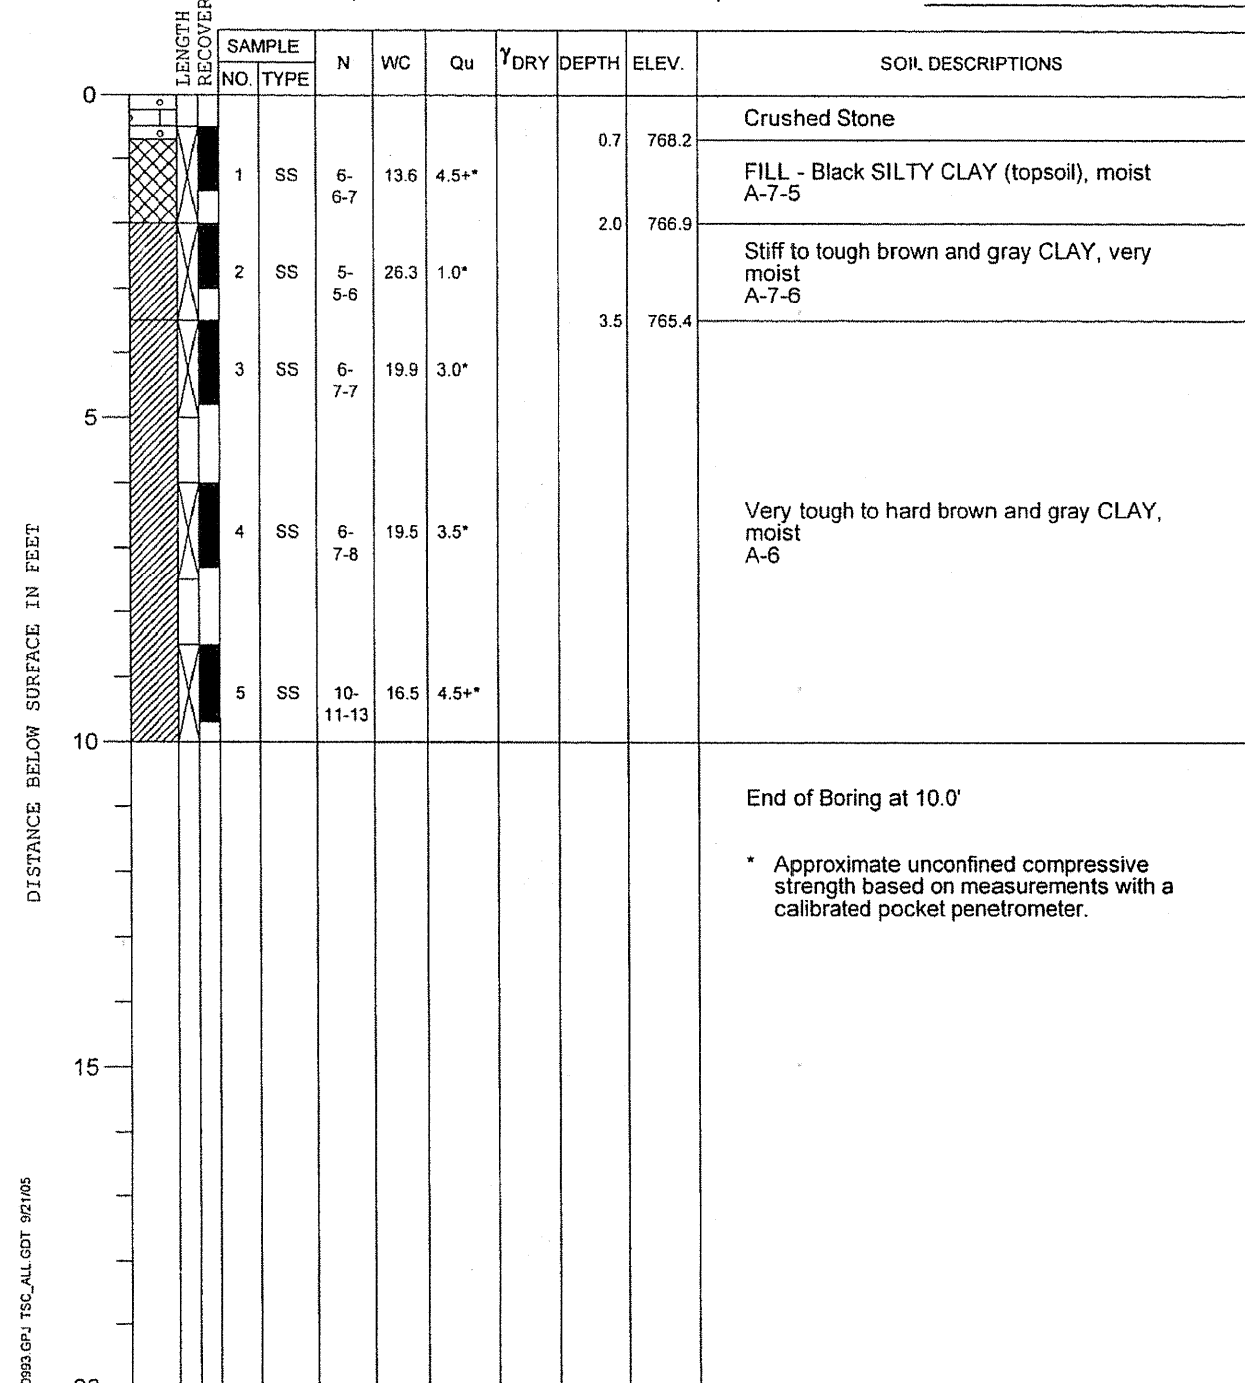 LENGTH
RECOVER
SAMPLE
NO. TYPE N WC Qu γDRY DEPTH ELEV. SOIL DESCRIPTIONS
0
Crushed Stone
0.7 768.2
1 SS 6- 13.6 4.5+*
6-7
FILL - Black SILTY CLAY (topsoil), moist
A-7-5
2.0 766.9
2 SS 5- 26.3 1.0*
5-6
Stiff to tough brown and gray CLAY, very
moist
A-7-6
3.5 765.4
3 SS 6- 19.9 3.0*
7-7
5
4 SS 6- 19.5 3.5*
7-8
Very tough to hard brown and gray CLAY,
moist
A-6
5 SS 10- 16.5 4.5+*
11-13
10
End of Boring at 10.0'
* Approximate unconfined compressive
strength based on measurements with a
calibrated pocket penetrometer.
15
DISTANCE BELOW SURFACE IN FEET
0993.GPJ TSC_ALL.GDT 9/21/05